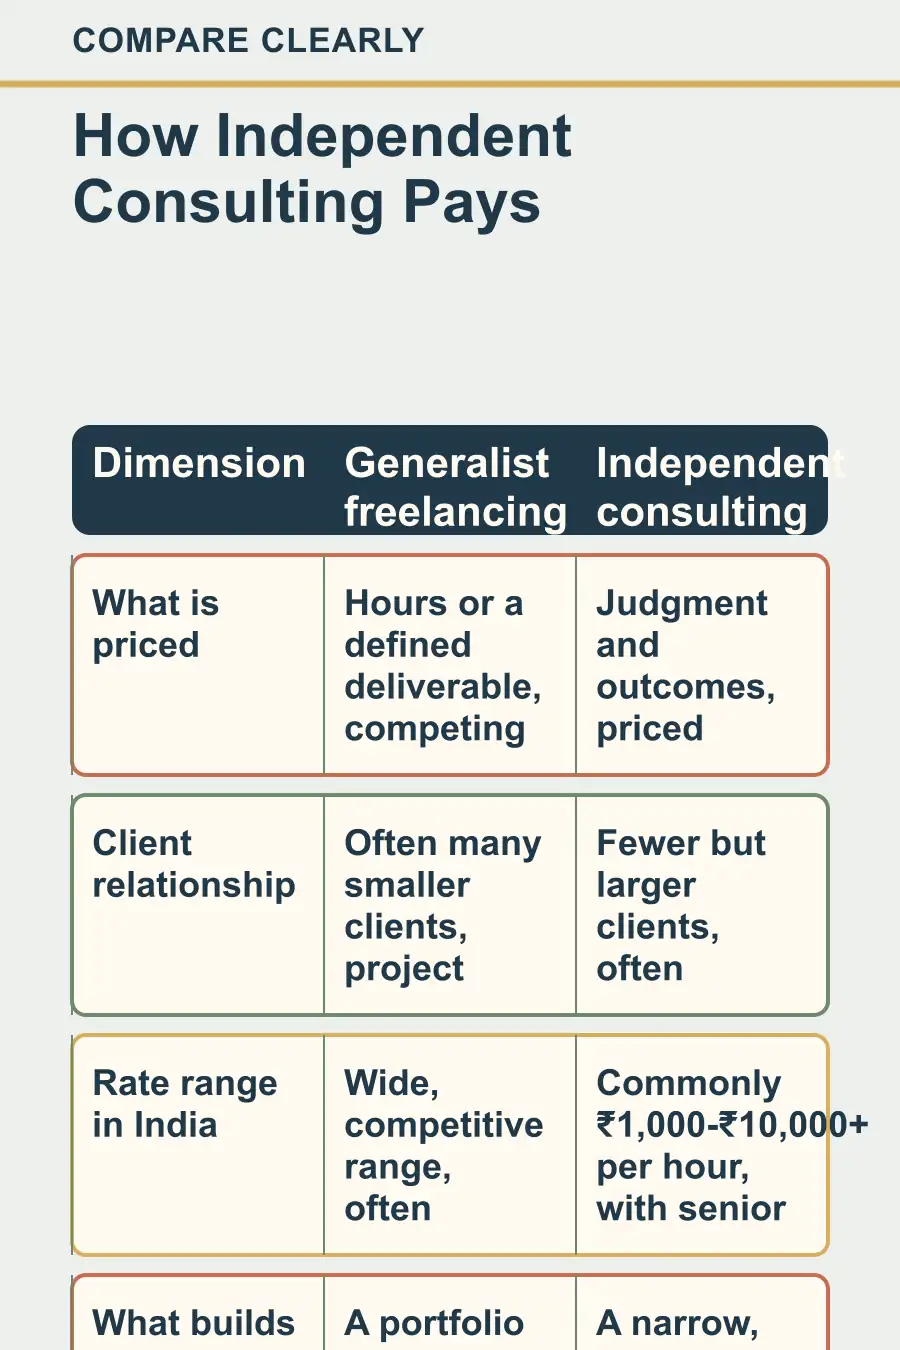 COMPARE CLEARLY
How Independent
Consulting Pays
Dimension
Generalist
freelancing
Independent
consulting
What is
priced
Hours or a
defined
deliverable,
competing
Judgment
and
outcomes,
priced
Client
relationship
Often many
smaller
clients,
project
Fewer but
larger
clients,
often
Rate range
in India
Wide,
competitive
range,
often
Commonly
₹1,000-₹10,000+
per hour,
with senior
What builds
A portfolio
A narrow,